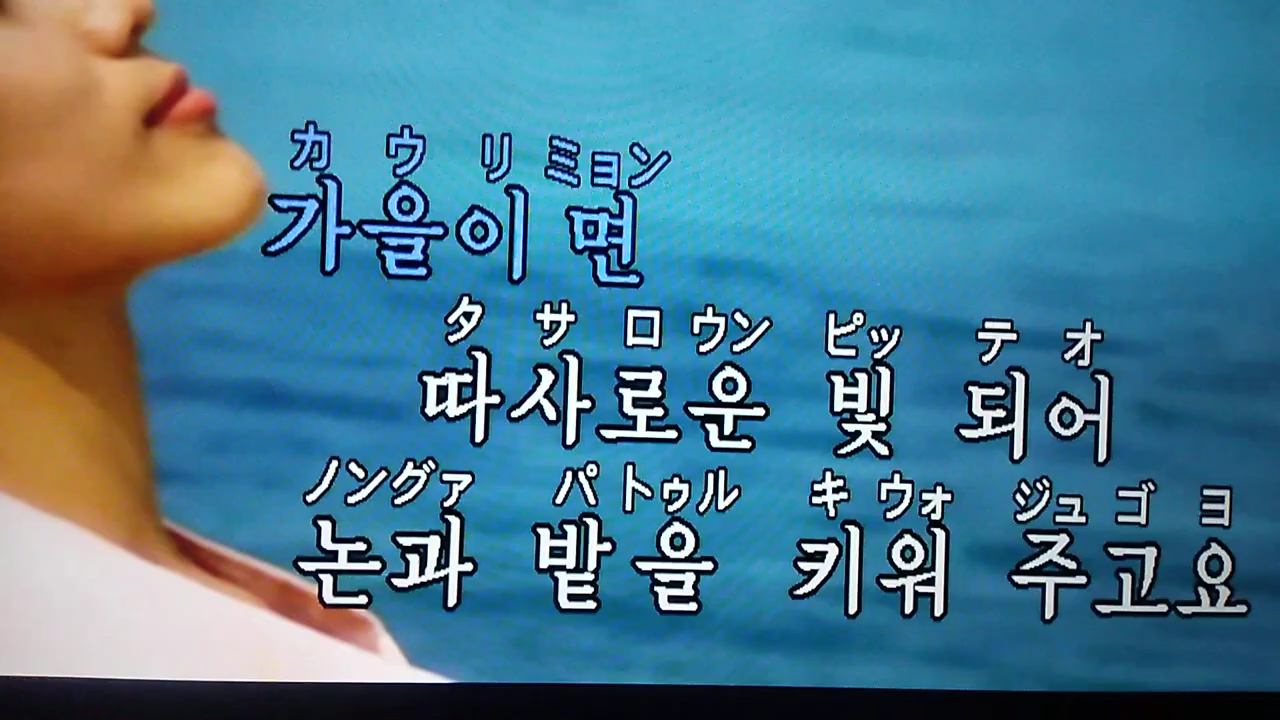 カウリミョン
가을이면
タサロウン ピッ テオ
따사로운 빛 되어
ノングァ パトゥル キウォ ジュゴヨ
논과 밭을 키워 주고요